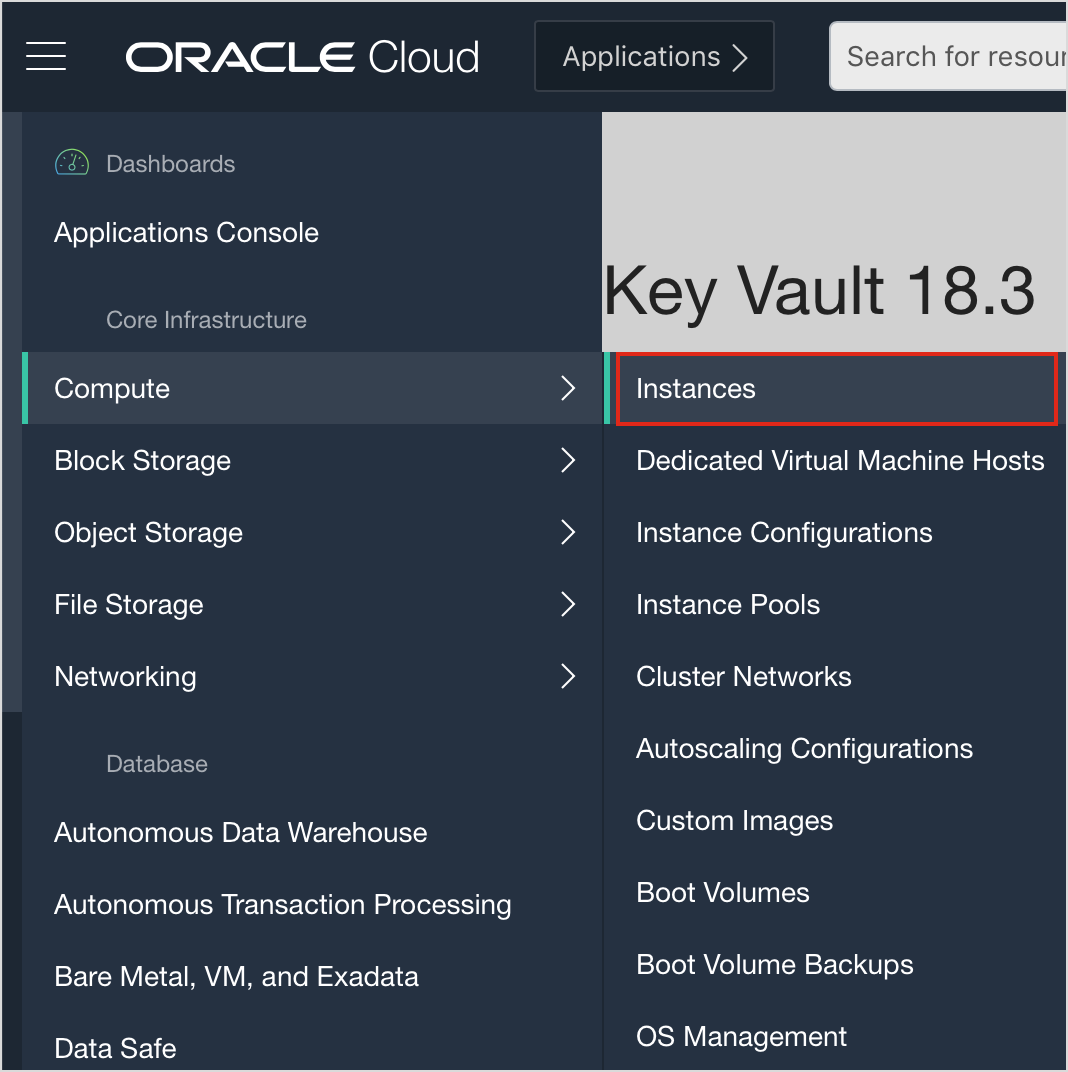 ORACLE Cloud
Applications
Search for resour
Dashboards
Applications Console
Core Infrastructure
Compute
Block Storage
Object Storage
File Storage
Networking
Database
Autonomous Data Warehouse
Autonomous Transaction Processing
Bare Metal, VM, and Exadata
Data Safe
Key Vault 18.3
Instances
Dedicated Virtual Machine Hosts
Instance Configurations
Instance Pools
Cluster Networks
Autoscaling Configurations
Custom Images
Boot Volumes
Boot Volume Backups
OS Management